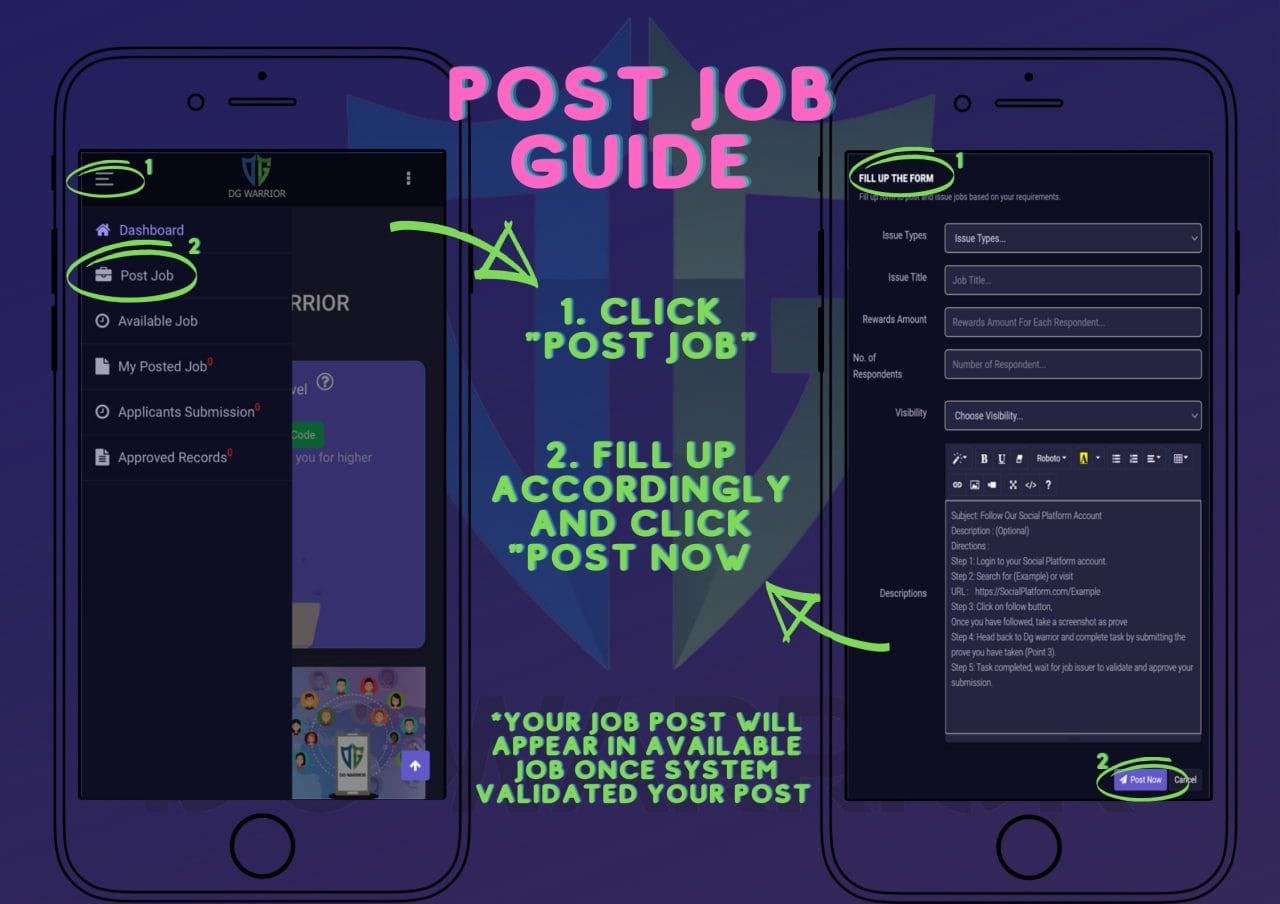 POST JOB
GUIDE
1
DG WARRIOR
Dashboard
2
Post Job
Available Job
My Posted Job0
Applicants Submission0
Approved Records0
RRIOR
vel ?
Code
you for higher
DG WARRIOR
1. CLICK
"POST JOB"
2. FILL UP
ACCORDINGLY
AND CLICK
"POST NOW
*YOUR JOB POST WILL
APPEAR IN AVAILABLE
JOB ONCE SYSTEM
VALIDATED YOUR POST
1
FILL UP THE FORM
Fill up form to post and issue jobs based on your requirements.
Issue Types
Issue Types...
Issue Title
Job Title...
Rewards Amount
Rewards Amount For Each Respondent...
No. of
Respondents
Number of Respondent...
Visibility
Choose Visibility...
B U Roboto A
</> ?
Descriptions
Subject: Follow Our Social Platform Account
Description : (Optional)
Directions :
Step 1: Login to your Social Platform account.
Step 2: Search for (Example) or visit
URL : https://SocialPlatform.com/Example
Step 3: Click on follow button,
Once you have followed, take a screenshot as prove
Step 4: Head back to Dg warrior and complete task by submitting the
prove you have taken (Point 3).
Step 5: Task completed, wait for job issuer to validate and approve your
submission.
2
Post Now
Cancel